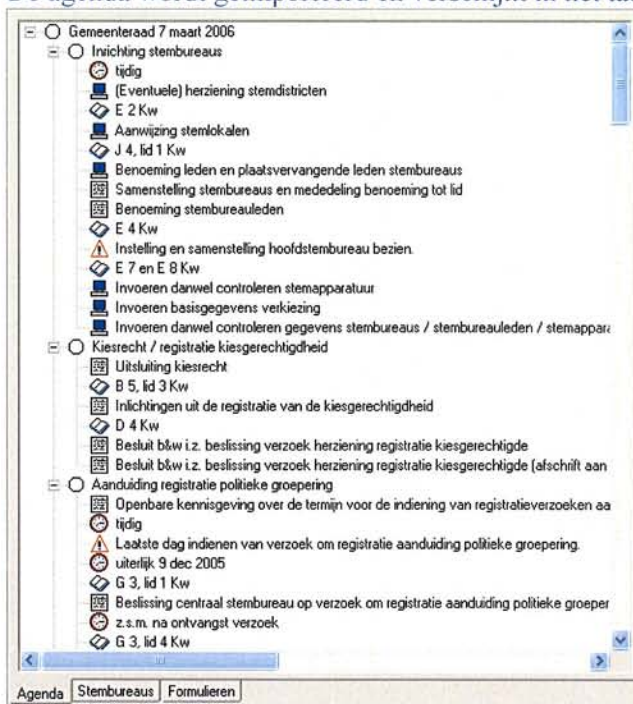 Gemeenteraad 7 maart 2006
Inrichting stembureaus
tijdig
(Eventuele) herziening stemdistricten
E 2 Kw
Aanwijzing stemlokalen
J 4, lid 1 Kw
Benoeming leden en plaatsvervangende leden stembureaus
Samenstelling stembureaus en mededeling benoeming tot lid
Benoeming stembureauleden
E 4 Kw
Instelling en samenstelling hoofdstembureau bezien.
E 7 en E 8 Kw
Invoeren danwel controleren stemapparatuur
Invoeren basisgegevens verkiezing
Invoeren danwel controleren gegevens stembureaus / stembureauleden / stemappara
Kiesrecht / registratie kiesgerechtigdheid
Uitsluiting kiesrecht
B 5, lid 3 Kw
Inlichtingen uit de registratie van de kiesgerechtigdheid
D 4 Kw
Besluit b&w i.z. beslissing verzoek herziening registratie kiesgerechtigde
Besluit b&w i.z. beslissing verzoek herziening registratie kiesgerechtigde (afschrift aan
Aanduiding registratie politieke groepering
Openbare kennisgeving over de termijn voor de indiening van registratieverzoeken aa
tijdig
Laatste dag indienen van verzoek om registratie aanduiding politieke groepering.
uiterlijk 9 dec 2005
G 3, lid 1 Kw
Beslissing centraal stembureau op verzoek om registratie aanduiding politieke groeper
z.s.m. na ontvangst verzoek
G 3, lid 4 Kw
Agenda Stembureaus Formulieren